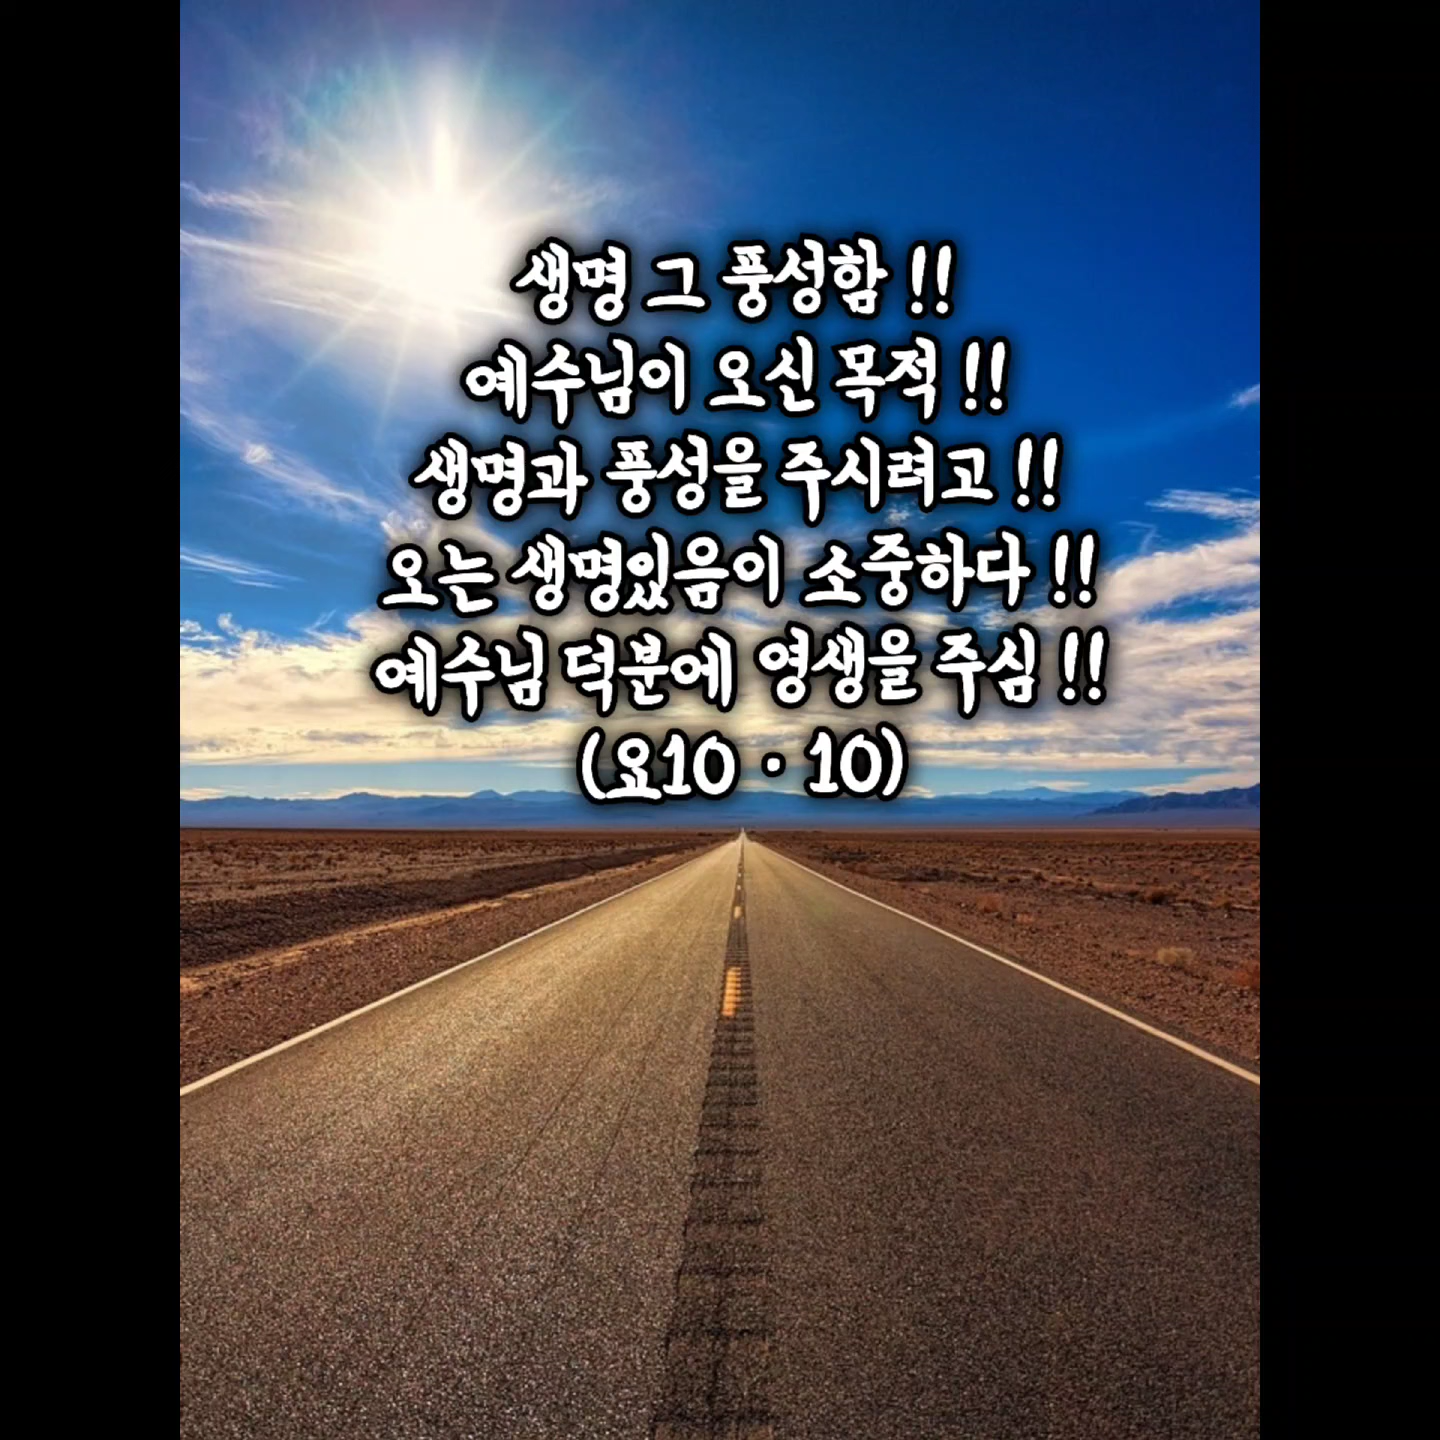 생명 그 풍성함 !!
예수님이 오신 목적 !!
생명과 풍성을 주시려고 !!
오는 생명있음이 소중하다 !!
예수님 덕분에 영생을 주심 !!
(요10 · 10)